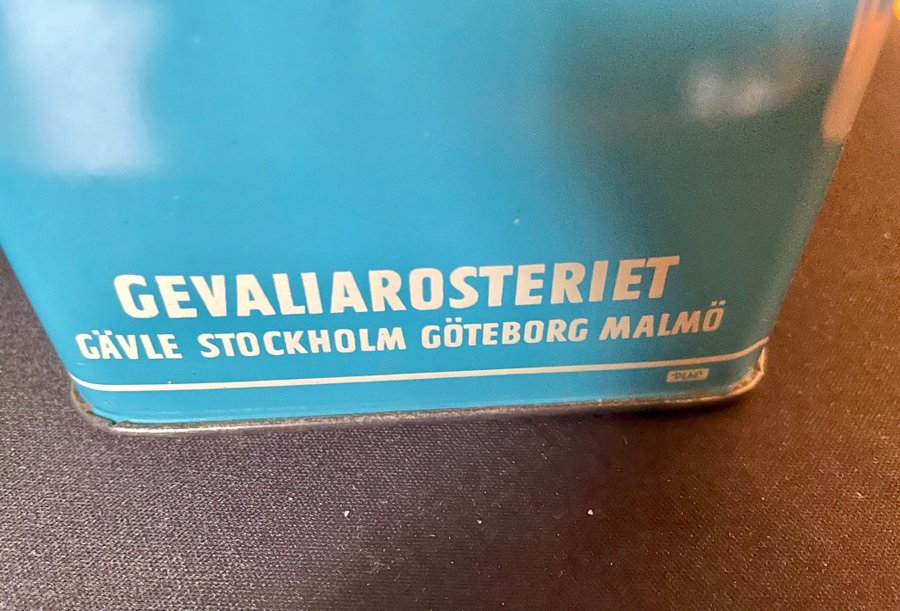 GEVALIAROSTERIET
GÄVLE STOCKHOLM GÖTEBORG MALMÖ